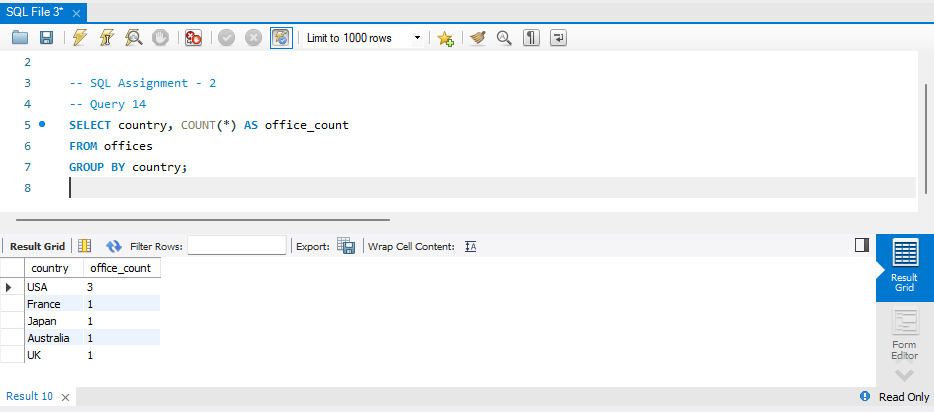 SQL File 3*
Limit to 1000 rows
2
3 -- SQL Assignment - 2
4 -- Query 14
5 SELECT country, COUNT(*) AS office_count
6 FROM offices
7 GROUP BY country;
8
Result Grid Filter Rows: Export: Wrap Cell Content: IA
country office_count
USA 3
France 1
Japan 1
Australia 1
UK 1
Result
Grid
Form
Editor
Result 10 Read Only